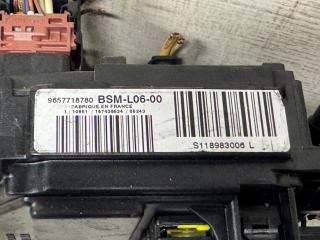 9657718780 BSM-L06-00
FABRIQUE EN FRANCE
S118983006 L